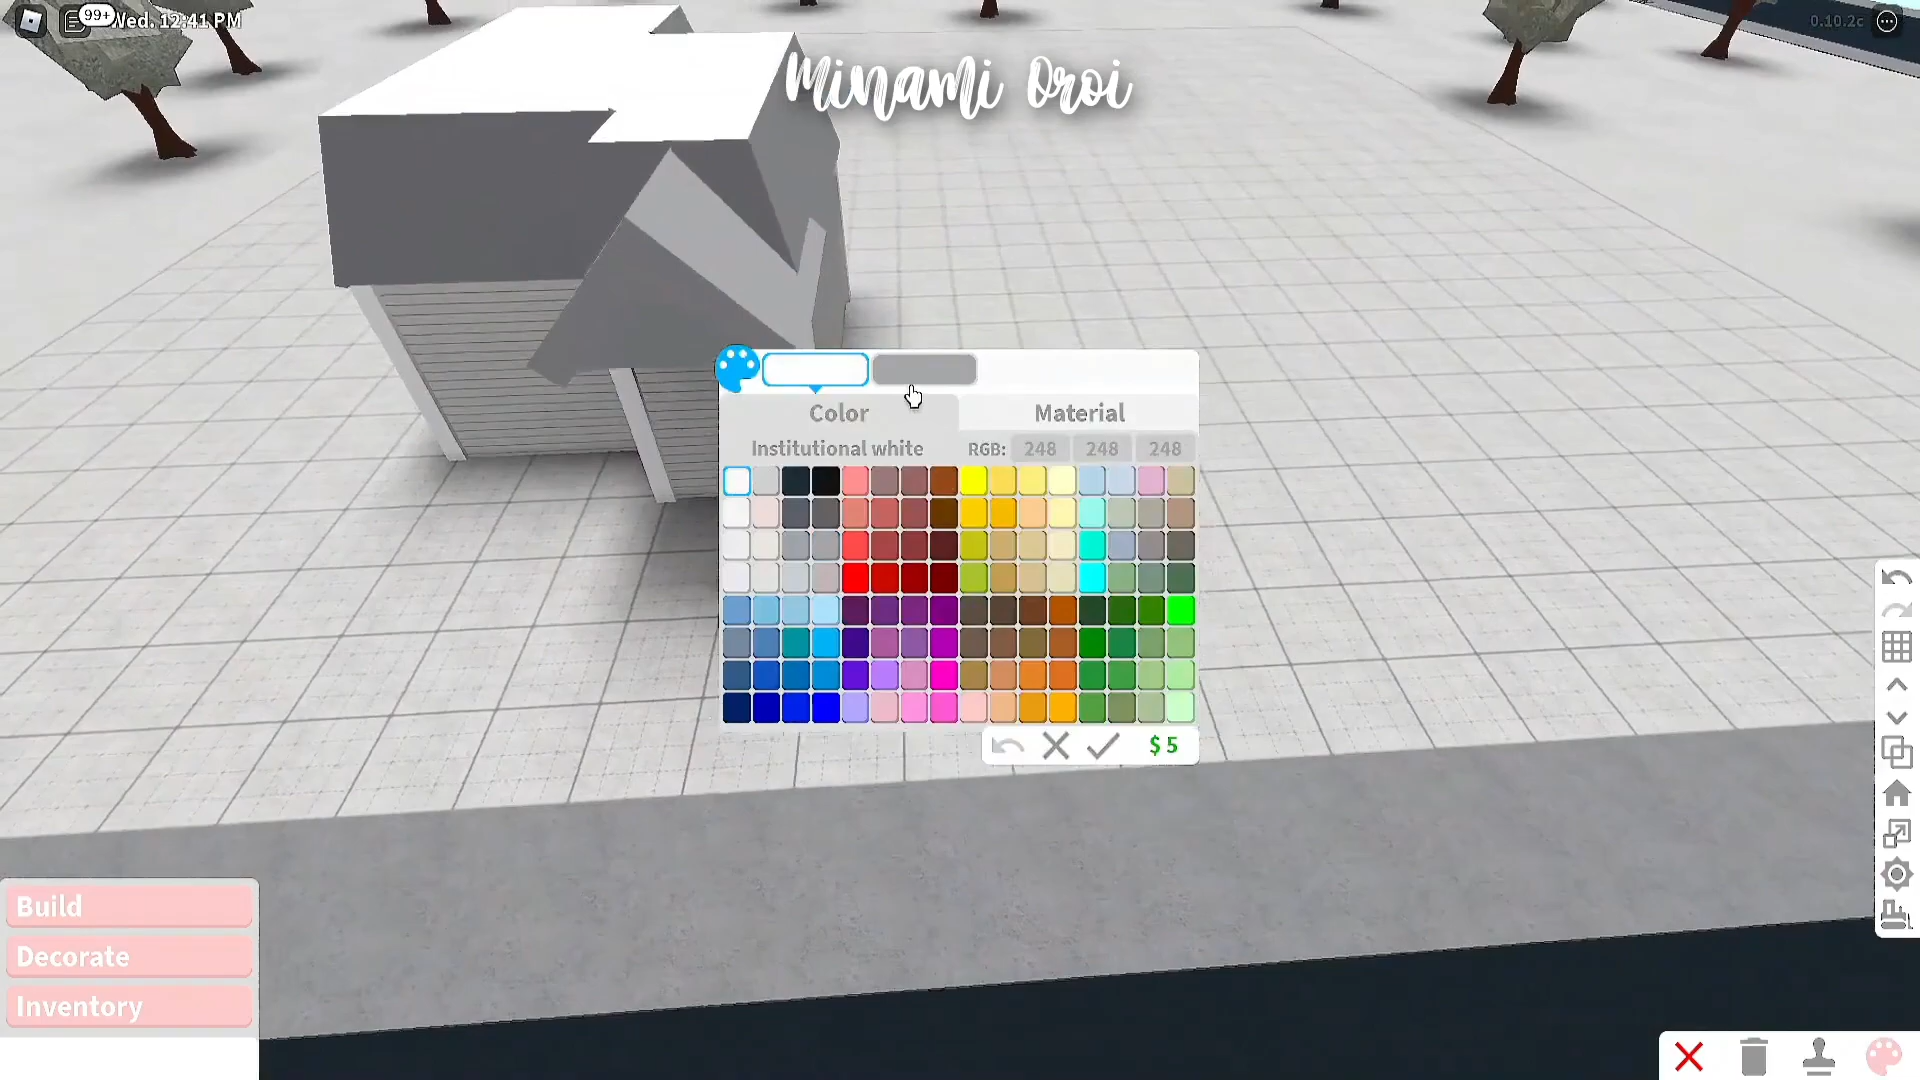 99+
Wed. 12:41 PM
0.10.2c
Minami Oroi
Color
Material
Institutional white
RGB: 248 248 248
$5
Build
Decorate
Inventory